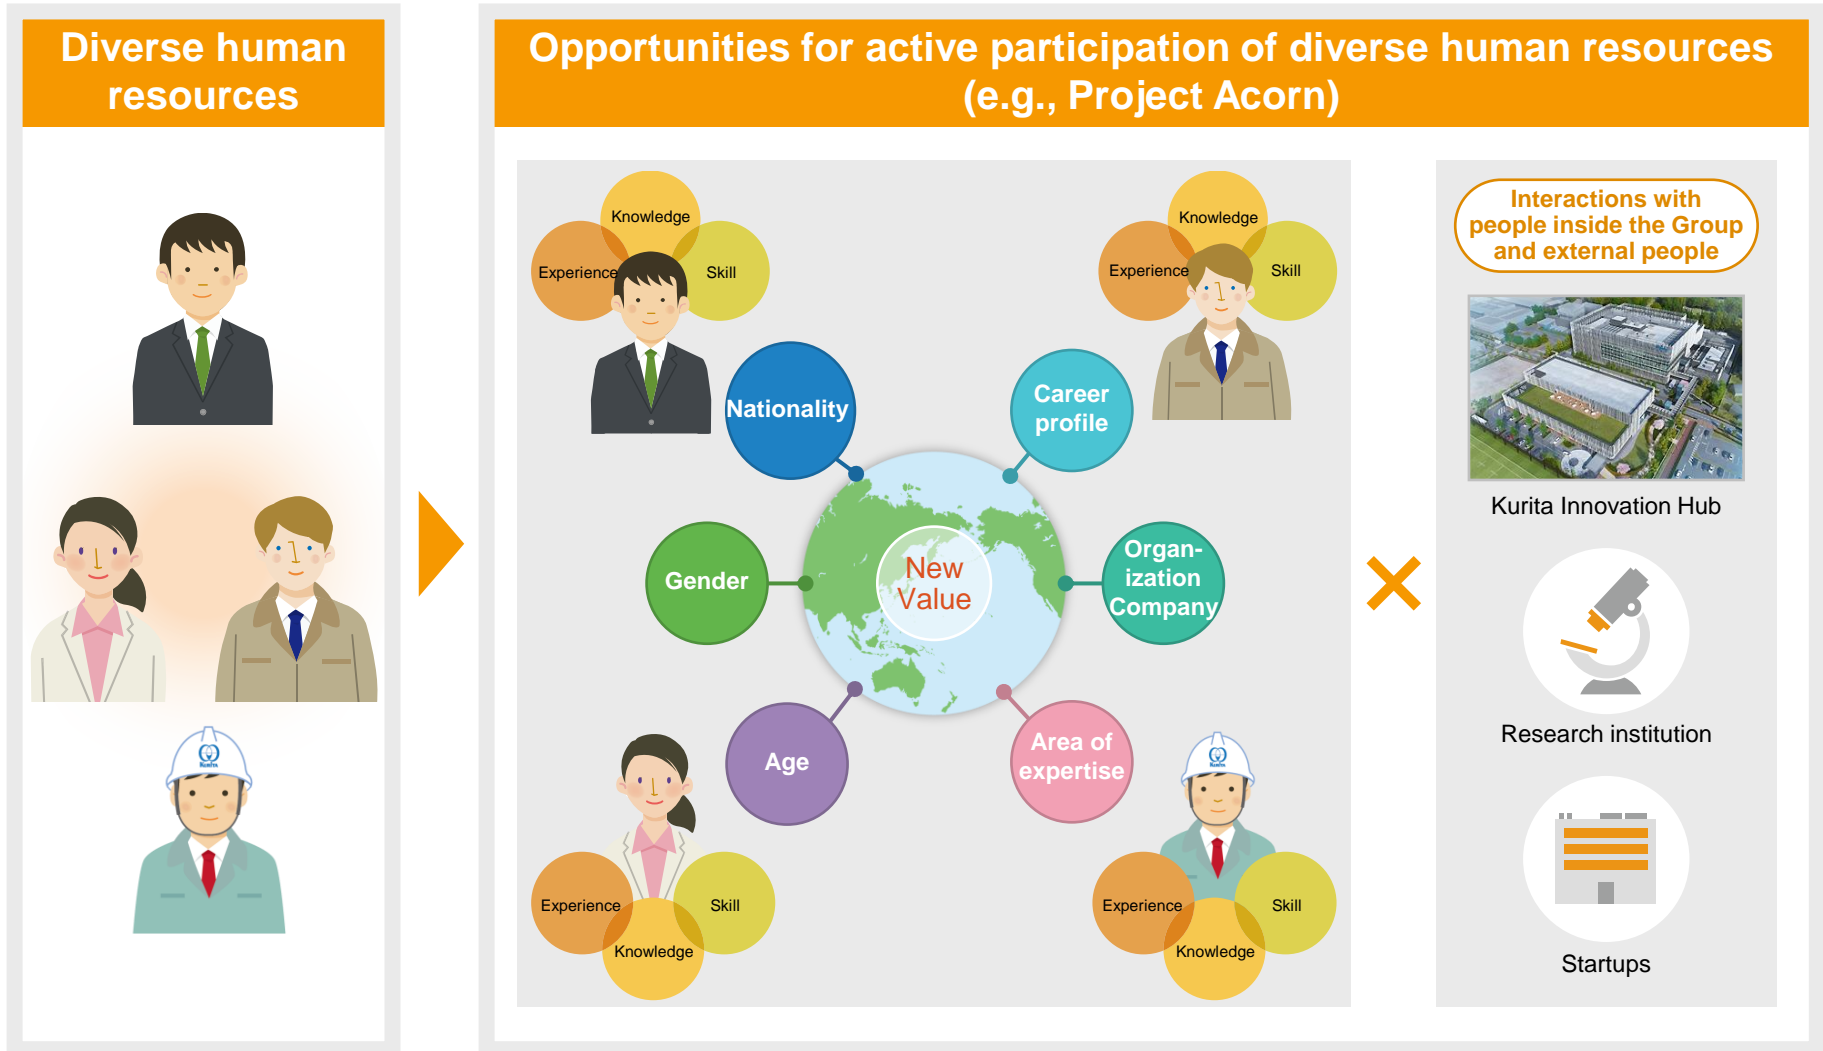 Diverse human
resources
Opportunities for active participation of diverse human resources
(e.g., Project Acorn)
Knowledge
Experience
Skill
Knowledge
Experience
Skill
Nationality
Career
profile
Gender
New
Value
Organ-
ization
Company
Age
Area of
expertise
KURITA
KURITA
Experience
Skill
Knowledge
Experience
Skill
Knowledge
Interactions with
people inside the Group
and external people
Kurita Innovation Hub
Research institution
Startups